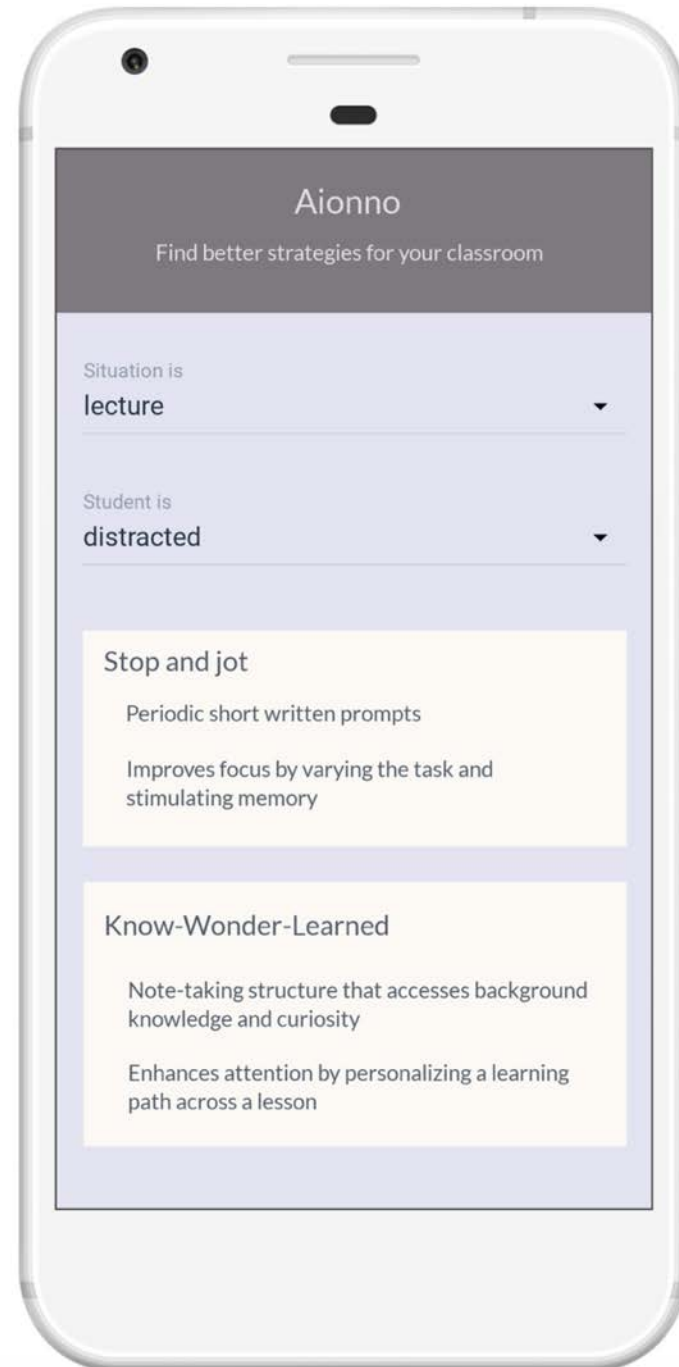 Aionno
Find better strategies for your classroom
Situation is
lecture
Student is
distracted
Stop and jot
Periodic short written prompts
Improves focus by varying the task and
stimulating memory
Know-Wonder-Learned
Note-taking structure that accesses background
knowledge and curiosity
Enhances attention by personalizing a learning
path across a lesson